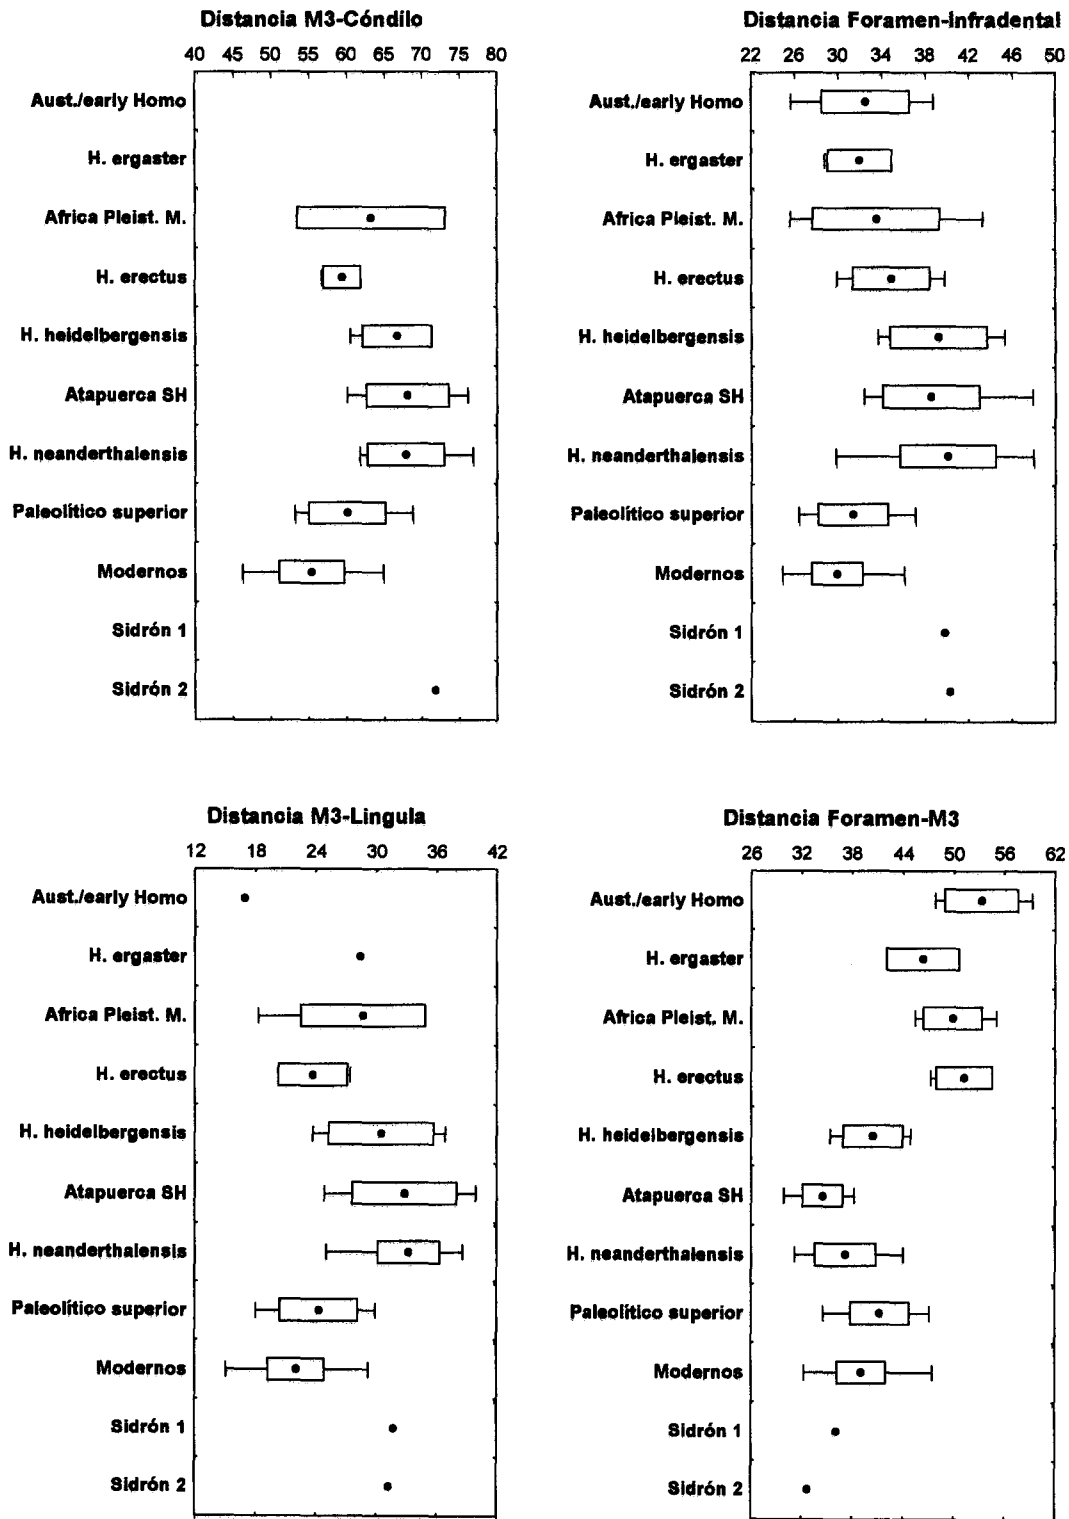 Distancia M3-Cóndilo
40 45 50 55 60 65 70 75 80
Aust./early Homo
H. ergaster
Africa Pleist. M.
H. erectus
H. heidelbergensis
Atapuerca SH
H. neanderthalensis
Paleolítico superior
Modernos
Sidrón 1
Sidrón 2
Distancia Foramen-Infradental
22 26 30 34 38 42 46 50
Aust./early Homo
H. ergaster
Africa Pleist. M.
H. erectus
H. heidelbergensis
Atapuerca SH
H. neanderthalensis
Paleolítico superior
Modernos
Sidrón 1
Sidrón 2
Distancia M3-Lingula
12 18 24 30 36 42
Aust./early Homo
H. ergaster
Africa Pleist. M.
H. erectus
H. heidelbergensis
Atapuerca SH
H. neanderthalensis
Paleolítico superior
Modernos
Sidrón 1
Sidrón 2
Distancia Foramen-M3
26 32 38 44 50 56 62
Aust./early Homo
H. ergaster
Africa Pleist. M.
H. erectus
H. heidelbergensis
Atapuerca SH
H. neanderthalensis
Paleolítico superior
Modernos
Sidrón 1
Sidrón 2